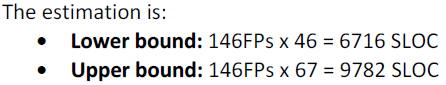 The estimation is:
• Lower bound: 146FPs x 46 = 6716 SLOC
• Upper bound: 146FPs x 67 = 9782 SLOC